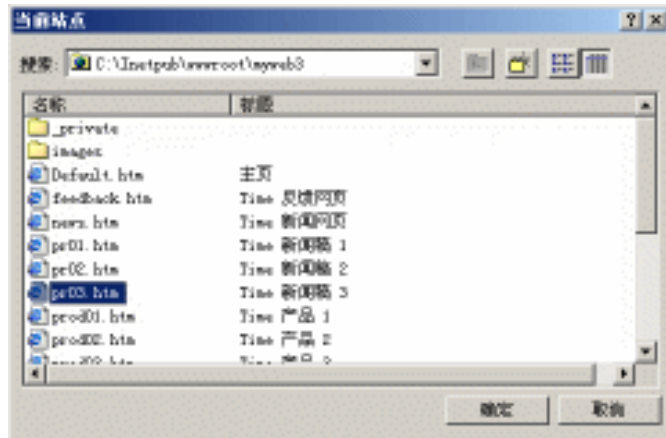 当前站点
搜索: C:\Inetpub\wwwroot\myweb3
名称 标题
_private
images
Default.htm 主页
feedback.htm Time 反馈网页
news.htm Time 新闻网页
pr01.htm Time 新闻稿 1
pr02.htm Time 新闻稿 2
pr03.htm Time 新闻稿 3
prod01.htm Time 产品 1
prod02.htm Time 产品 2
确定 取消